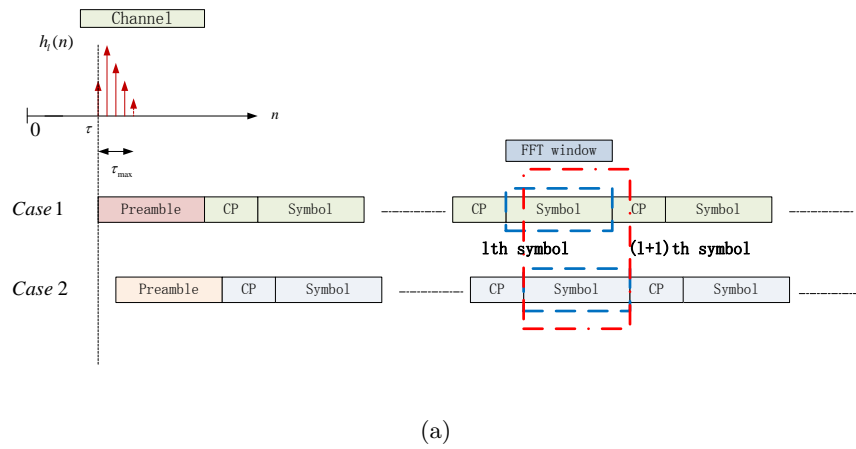 Channel
h_l(n)
0 τ n
τ_max
FFT window
Case 1 Preamble CP Symbol CP Symbol CP Symbol
lth symbol (l+1)th symbol
Case 2 Preamble CP Symbol CP Symbol CP Symbol
(a)